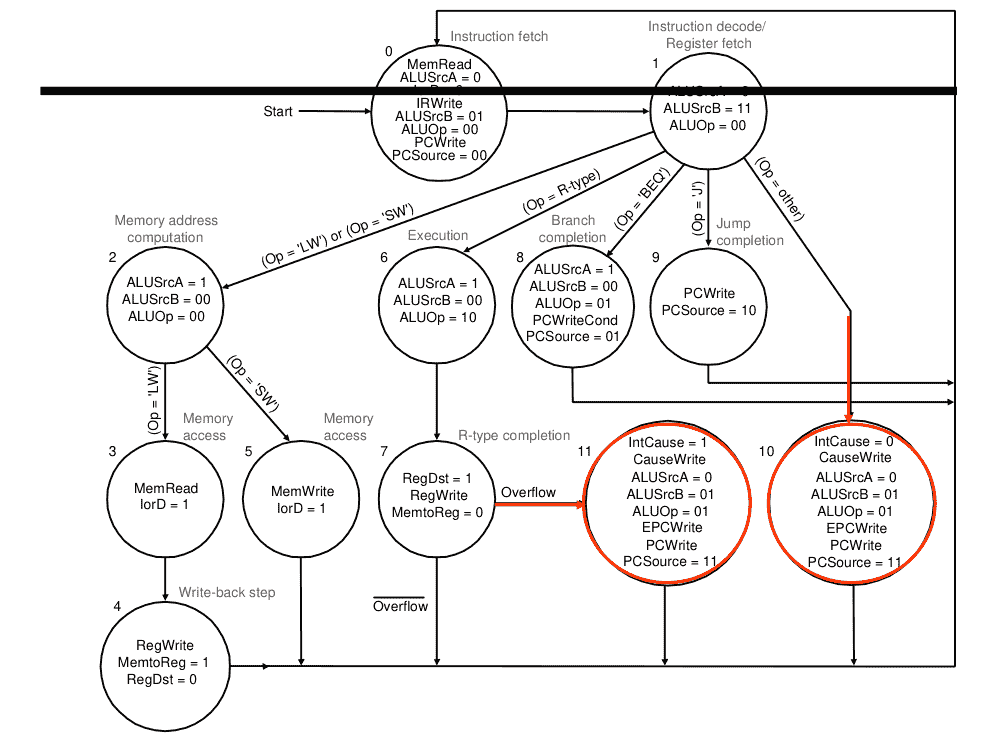 Instruction fetch
Instruction decode/
Register fetch
0
MemRead
ALUSrcA = 0
IRWrite
ALUSrcB = 01
ALUOp = 00
PCWrite
PCSource = 00
Start
1
ALUSrcB = 11
ALUOp = 00
(Op = 'LW') or (Op = 'SW')
(Op = R-type)
(Op = 'BEQ')
(Op = 'J')
(Op = other)
Memory address
computation
2
ALUSrcA = 1
ALUSrcB = 00
ALUOp = 00
Execution
6
ALUSrcA = 1
ALUSrcB = 00
ALUOp = 10
Branch
completion
8
ALUSrcA = 1
ALUSrcB = 00
ALUOp = 01
PCWriteCond
PCSource = 01
Jump
completion
9
PCWrite
PCSource = 10
(Op = 'LW')
(Op = 'SW')
Memory
access
3
MemRead
IorD = 1
Memory
access
5
MemWrite
IorD = 1
R-type completion
7
RegDst = 1
RegWrite
MemtoReg = 0
Overflow
11
IntCause = 1
CauseWrite
ALUSrcA = 0
ALUSrcB = 01
ALUOp = 01
EPCWrite
PCWrite
PCSource = 11
10
IntCause = 0
CauseWrite
ALUSrcA = 0
ALUSrcB = 01
ALUOp = 01
EPCWrite
PCWrite
PCSource = 11
Overflow
Write-back step
4
RegWrite
MemtoReg = 1
RegDst = 0